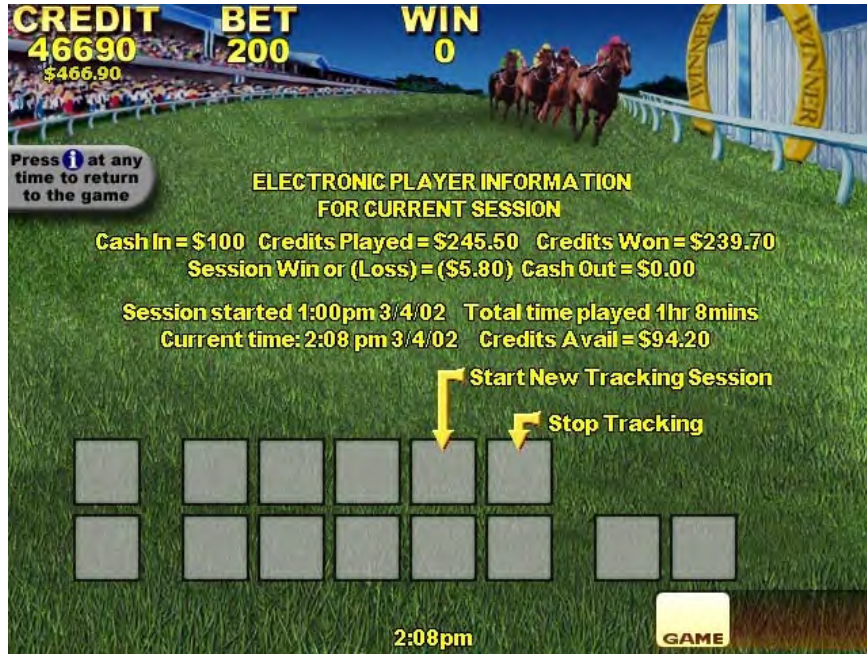 CREDIT BET WIN
46690 200 0
$466.90
WINNER WINNER
Press i at any
time to return
to the game
ELECTRONIC PLAYER INFORMATION
FOR CURRENT SESSION
Cash In = $100 Credits Played = $245.50 Credits Won = $239.70
Session Win or (Loss) = ($5.80) Cash Out = $0.00
Session started 1:00pm 3/4/02 Total time played 1hr 8mins
Current time: 2:08 pm 3/4/02 Credits Avail = $94.20
Start New Tracking Session
Stop Tracking
2:08pm
GAME